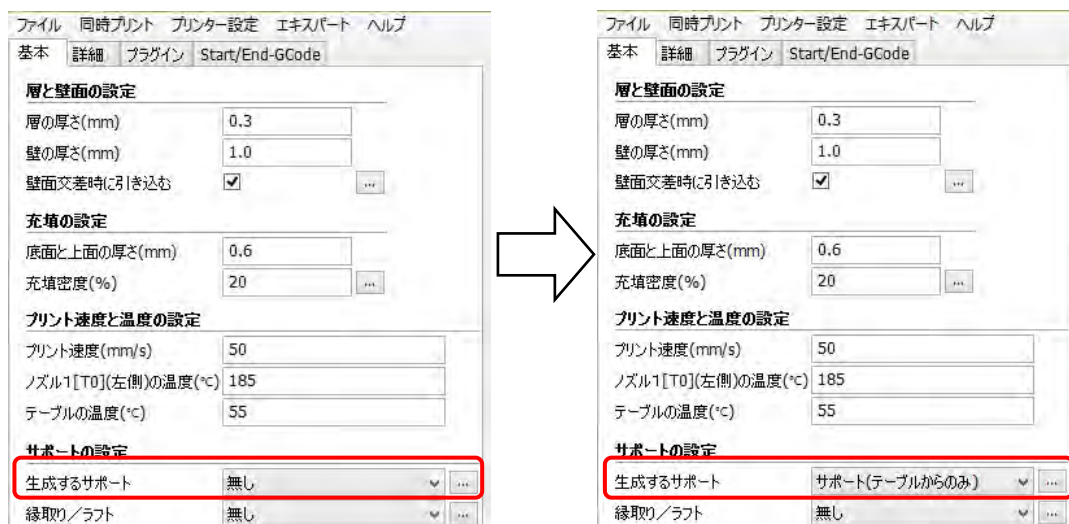 ファイル 同時プリント プリンター設定 エキスパート ヘルプ
基本 詳細 プラグイン Start/End-GCode
層と壁面の設定
層の厚さ(mm) 0.3
壁の厚さ(mm) 1.0
壁面交差時に引き込む ...
充填の設定
底面と上面の厚さ(mm) 0.6
充填密度(%) 20 ...
プリント速度と温度の設定
プリント速度(mm/s) 50
ノズル1[T0](左側)の温度(℃) 185
テーブルの温度(℃) 55
サポートの設定
生成するサポート 無し ...
縁取り/ラフト 無し ...
ファイル 同時プリント プリンター設定 エキスパート ヘルプ
基本 詳細 プラグイン Start/End-GCode
層と壁面の設定
層の厚さ(mm) 0.3
壁の厚さ(mm) 1.0
壁面交差時に引き込む ...
充填の設定
底面と上面の厚さ(mm) 0.6
充填密度(%) 20 ...
プリント速度と温度の設定
プリント速度(mm/s) 50
ノズル1[T0](左側)の温度(℃) 185
テーブルの温度(℃) 55
サポートの設定
生成するサポート サポート(テーブルからのみ) ...
縁取り/ラフト 無し ...